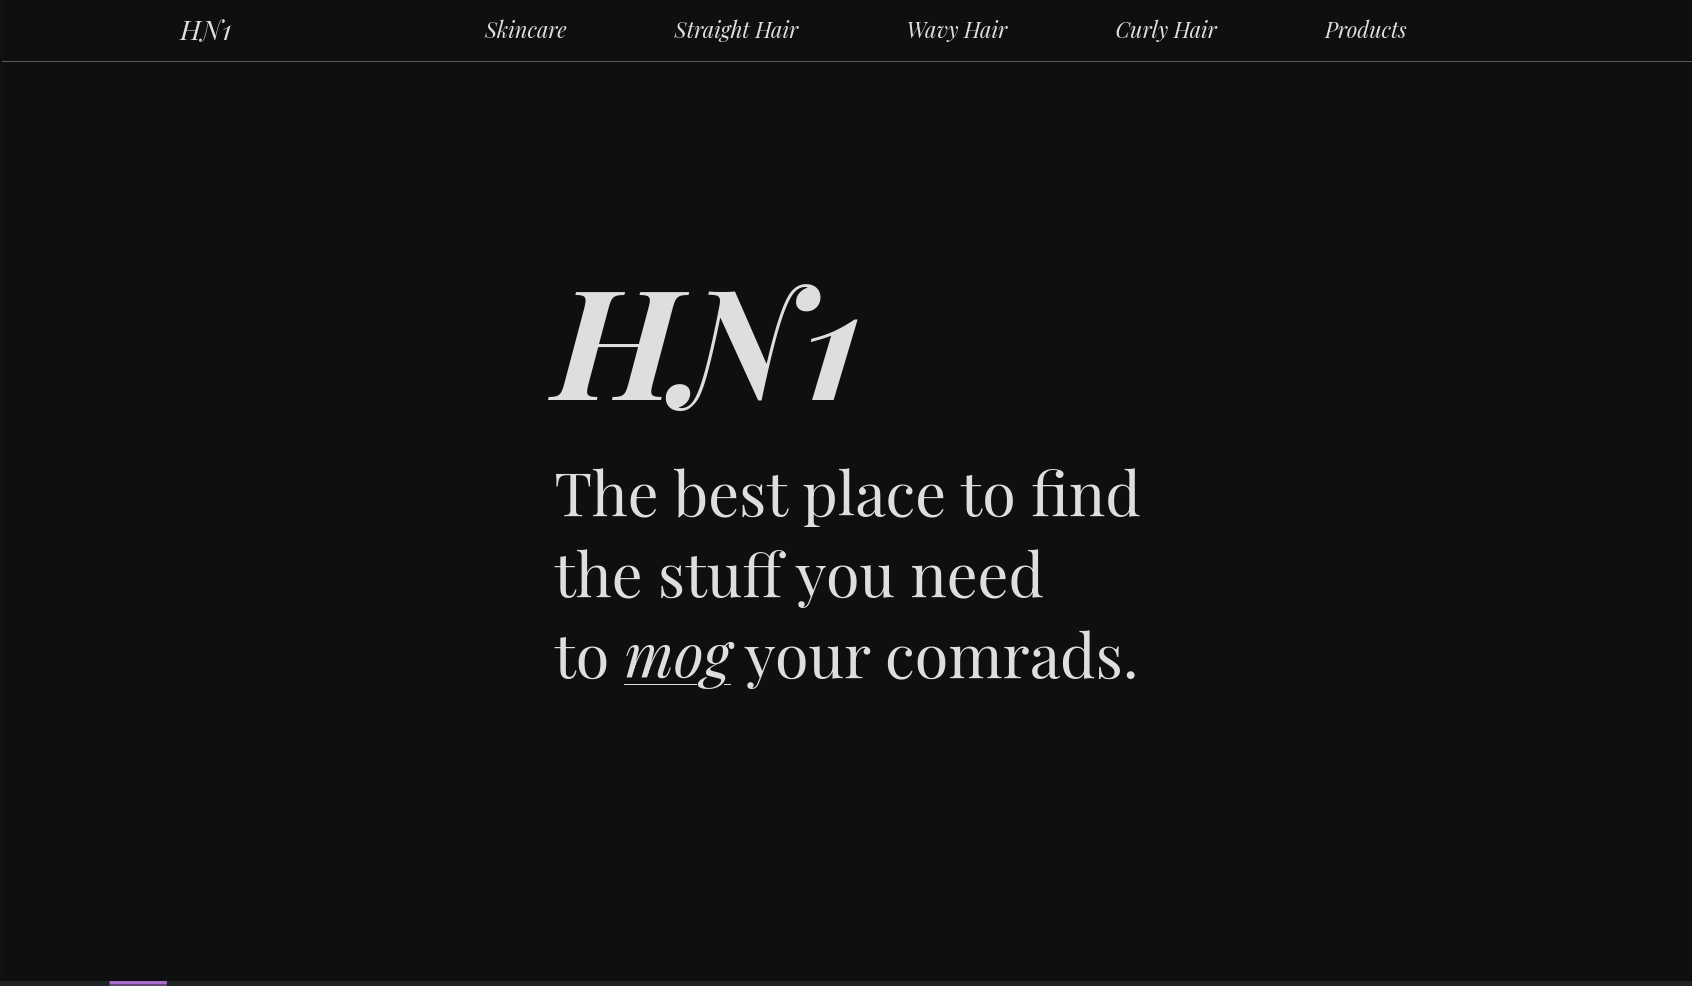 HN1
Skincare
Straight Hair
Wavy Hair
Curly Hair
Products
HN1
The best place to find
the stuff you need
to mog your comrads.